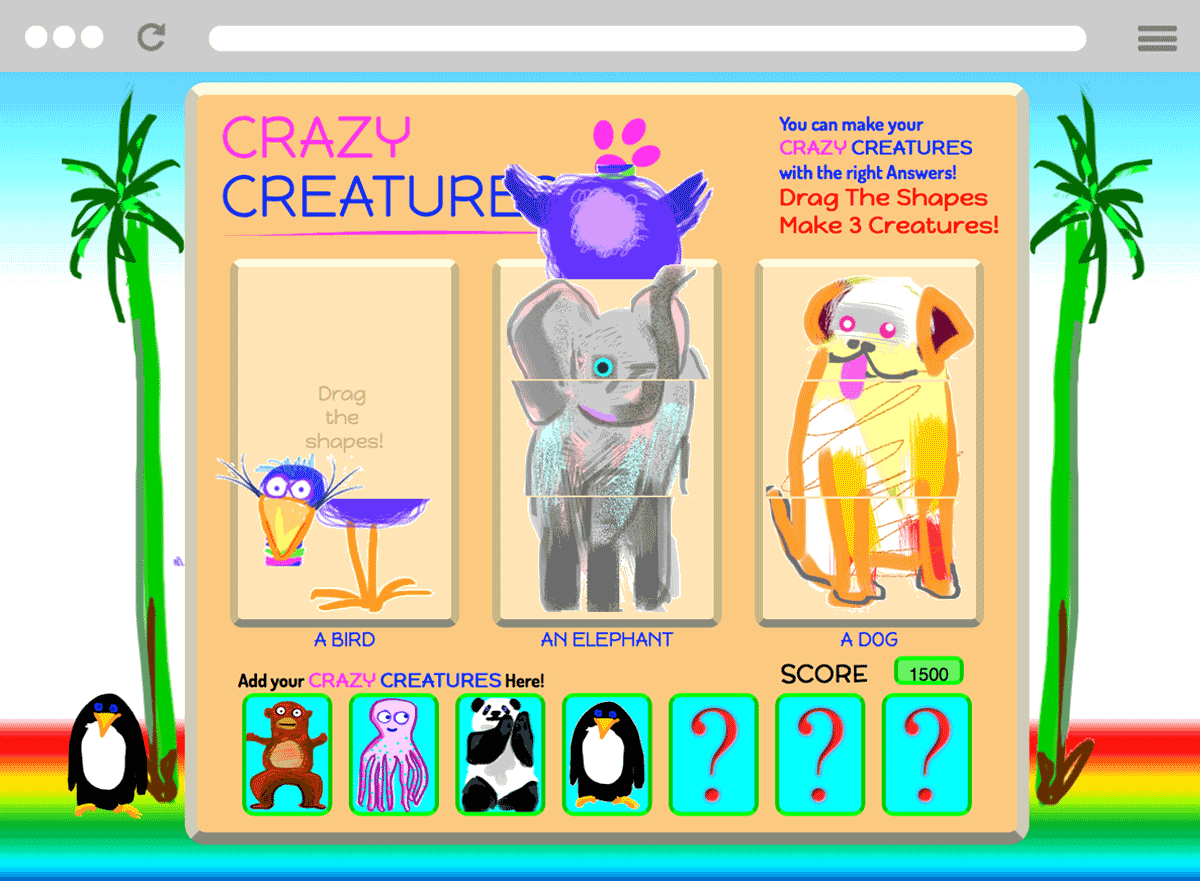 CRAZY
CREATURES
You can make your
CRAZY CREATURES
with the right Answers!
Drag The Shapes
Make 3 Creatures!
Drag
the
shapes!
A BIRD
AN ELEPHANT
A DOG
Add your CRAZY CREATURES Here!
SCORE 1500
? ? ?